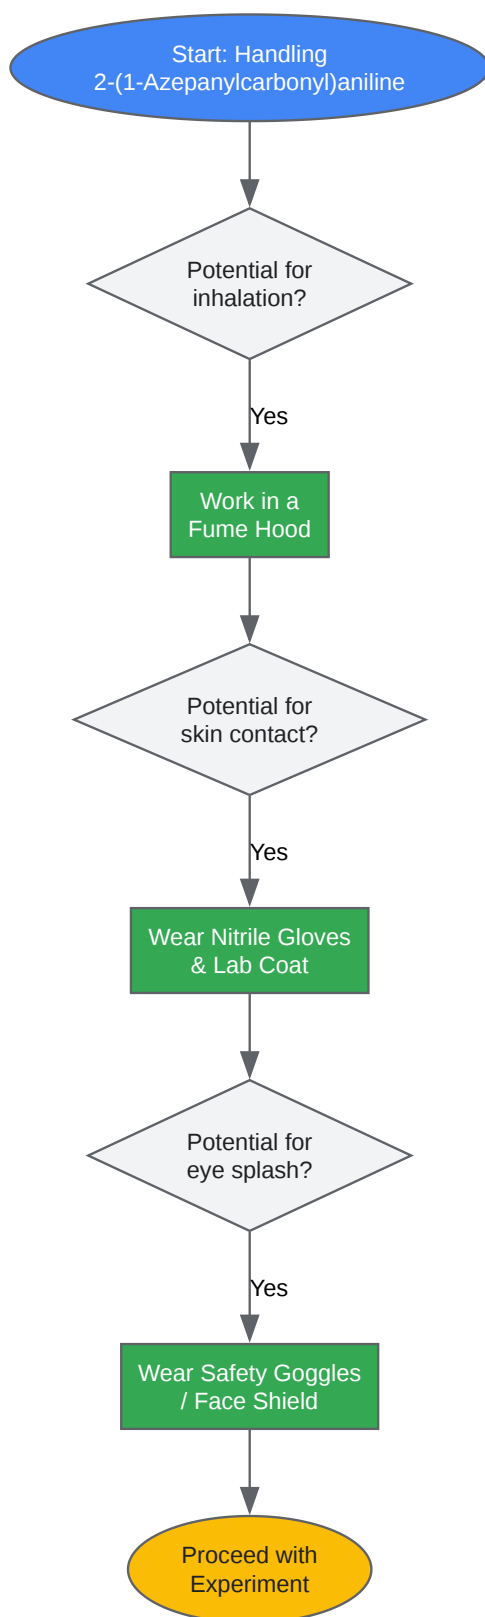 Start: Handling
2-(1-Azepanylcarbonyl)aniline
Potential for
inhalation?
Yes
Work in a
Fume Hood
Potential for
skin contact?
Yes
Wear Nitrile Gloves
& Lab Coat
Potential for
eye splash?
Yes
Wear Safety Goggles
/ Face Shield
Proceed with
Experiment